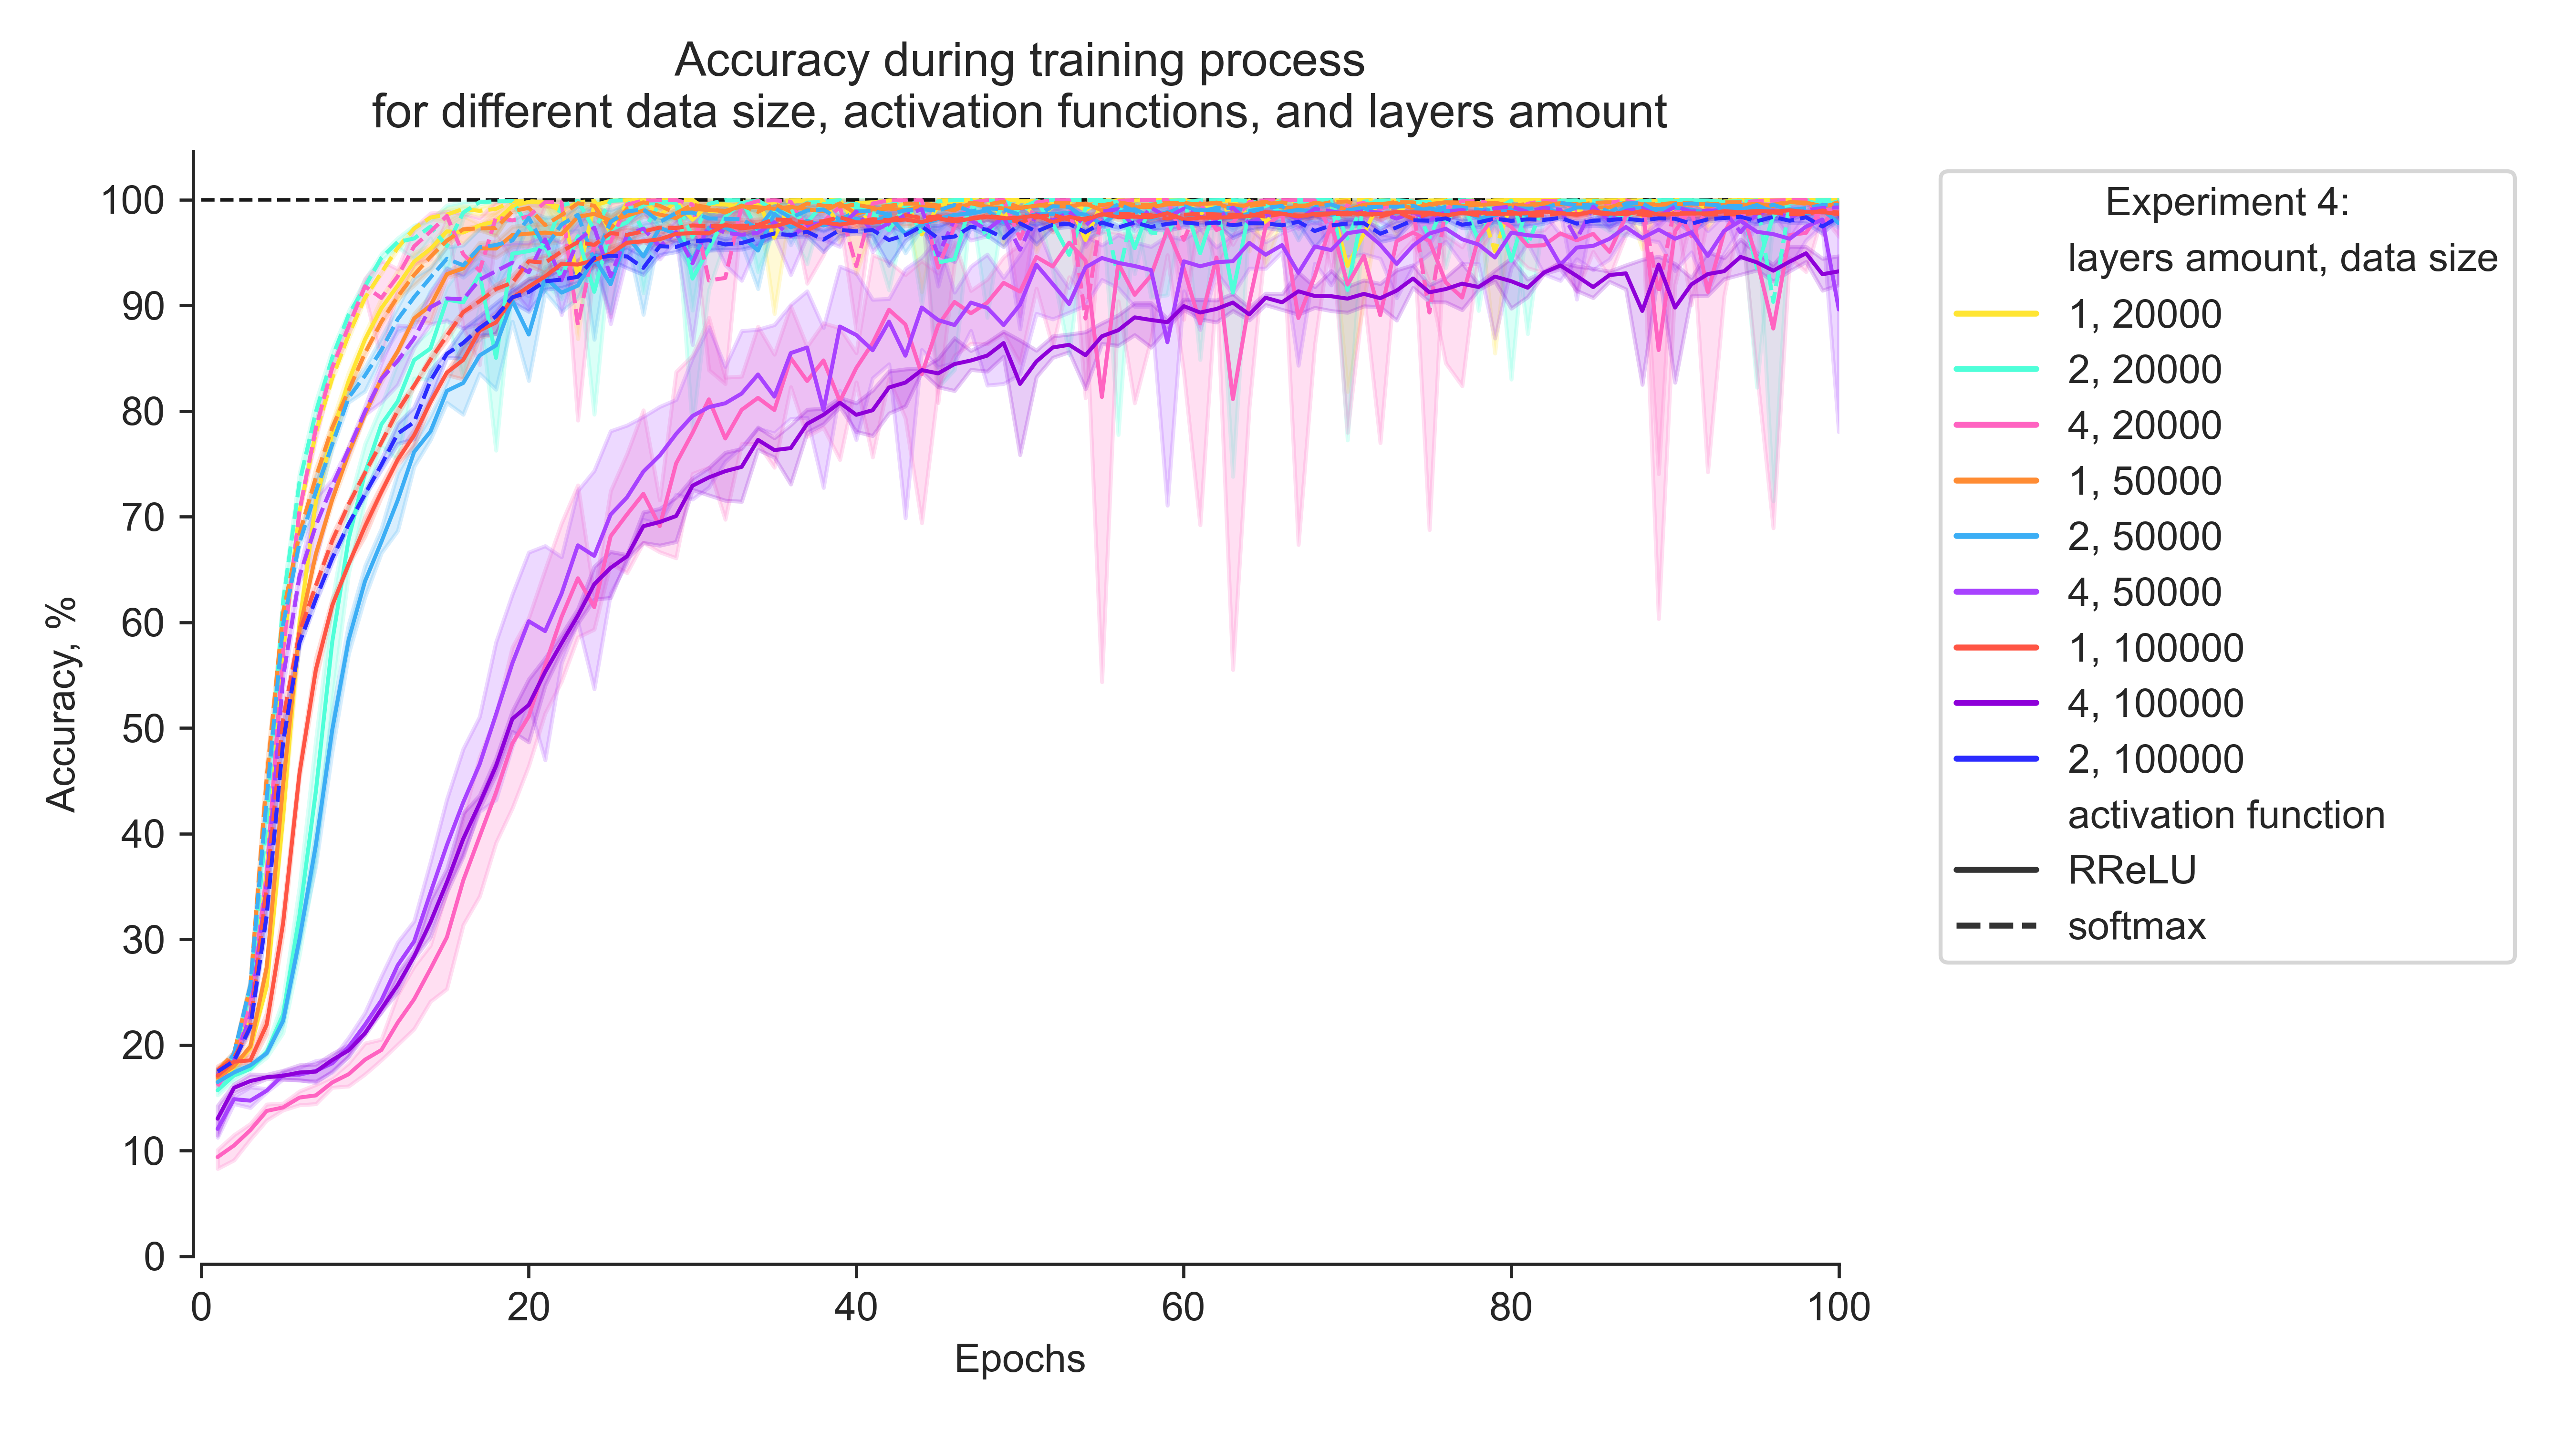 Accuracy during training process
for different data size, activation functions, and layers amount
100
90
80
70
60
50
40
30
20
10
0
Accuracy, %
0 20 40 60 80 100
Epochs
Experiment 4:
layers amount, data size
1, 20000
2, 20000
4, 20000
1, 50000
2, 50000
4, 50000
1, 100000
4, 100000
2, 100000
activation function
RReLU
softmax